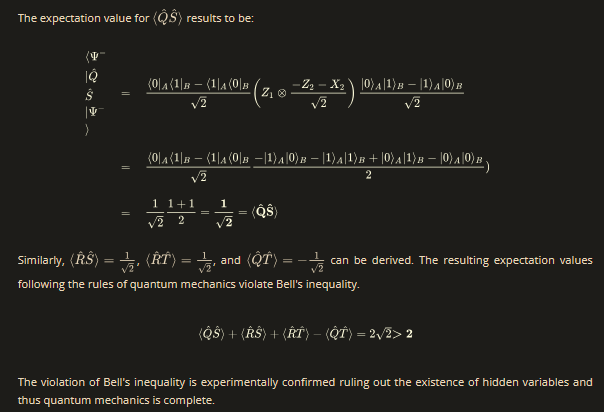 The expectation value for ⟨Q̂Ŝ⟩ results to be:
⟨Ψ⁻
|Q̂
Ŝ
|Ψ⁻
⟩
= (⟨0|_A⟨1|_B − ⟨1|_A⟨0|_B)/√2 (Z₁ ⊗ (−Z₂ − X₂)/√2) (|0⟩_A|1⟩_B − |1⟩_A|0⟩_B)/√2
= (⟨0|_A⟨1|_B − ⟨1|_A⟨0|_B)/√2 (−|1⟩_A|0⟩_B − |1⟩_A|1⟩_B + |0⟩_A|1⟩_B − |0⟩_A|0⟩_B)/2 )
= 1/√2 (1+1)/2 = 1/√2 = ⟨Q̂Ŝ⟩
Similarly, ⟨R̂Ŝ⟩ = 1/√2, ⟨R̂T̂⟩ = 1/√2, and ⟨Q̂T̂⟩ = −1/√2 can be derived. The resulting expectation values
following the rules of quantum mechanics violate Bell's inequality.
⟨Q̂Ŝ⟩ + ⟨R̂Ŝ⟩ + ⟨R̂T̂⟩ − ⟨Q̂T̂⟩ = 2√2> 2
The violation of Bell's inequality is experimentally confirmed ruling out the existence of hidden variables and
thus quantum mechanics is complete.